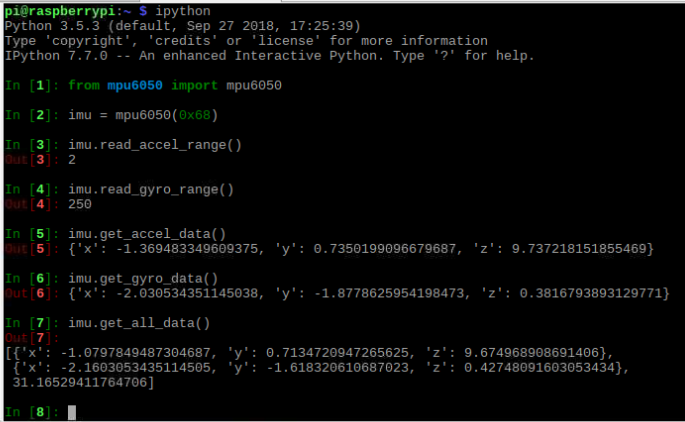 pi@raspberrypi:~ $ ipython
Python 3.5.3 (default, Sep 27 2018, 17:25:39)
Type 'copyright', 'credits' or 'license' for more information
IPython 7.7.0 -- An enhanced Interactive Python. Type '?' for help.
In [1]: from mpu6050 import mpu6050
In [2]: imu = mpu6050(0x68)
In [3]: imu.read_accel_range()
Out[3]: 2
In [4]: imu.read_gyro_range()
Out[4]: 250
In [5]: imu.get_accel_data()
Out[5]: {'x': -1.369483349609375, 'y': 0.7350199096679687, 'z': 9.737218151855469}
In [6]: imu.get_gyro_data()
Out[6]: {'x': -2.030534351145038, 'y': -1.8778625954198473, 'z': 0.3816793893129771}
In [7]: imu.get_all_data()
Out[7]:
[{'x': -1.0797849487304687, 'y': 0.7134720947265625, 'z': 9.674968908691406},
{'x': -2.1603053435114505, 'y': -1.618320610687023, 'z': 0.42748091603053434},
31.16529411764706]
In [8]: